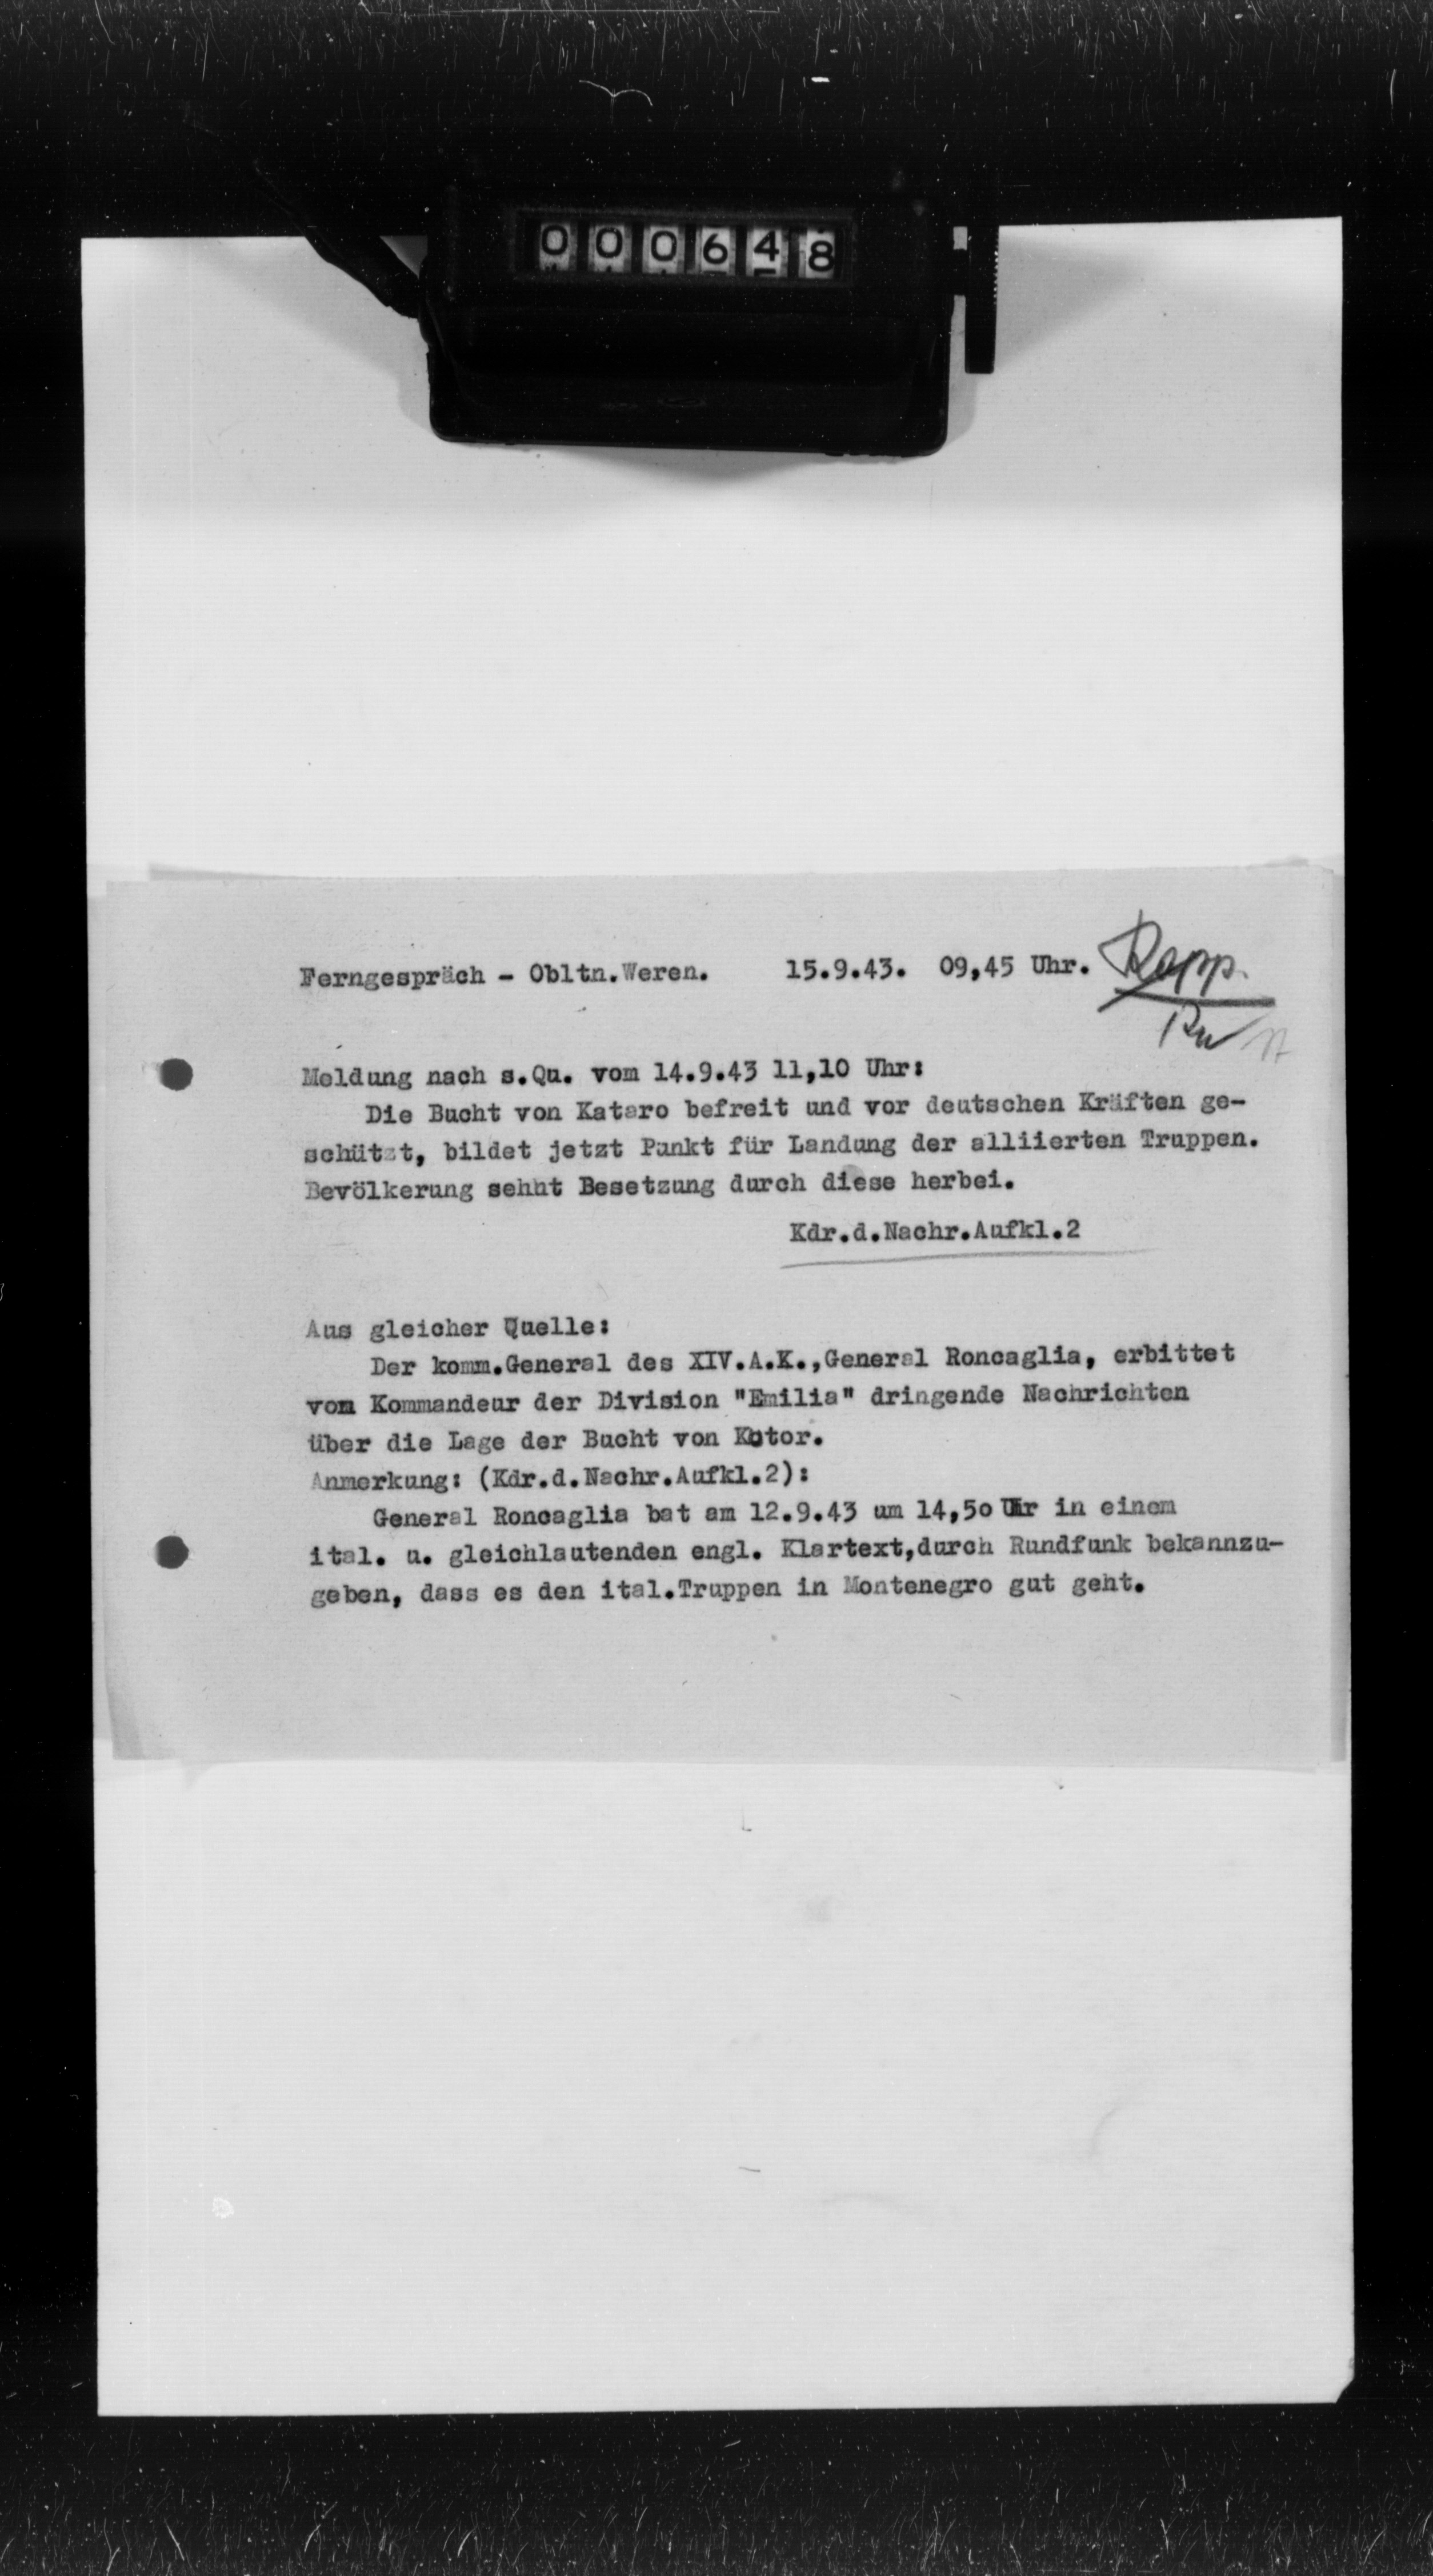 000648
Ferngespräch - Obltn.Weren. 15.9.43. 09,45 Uhr.
Meldung nach s.Qu. vom 14.9.43 11,10 Uhr:
Die Bucht von Kataro befreit und vor deutschen Kräften ge-
schützt, bildet jetzt Punkt für Landung der alliierten Truppen.
Bevölkerung sehnt Besetzung durch diese herbei.
Kdr.d.Nachr.Aufkl.2
Aus gleicher Quelle:
Der komm.General des XIV.A.K.,General Roncaglia, erbittet
vom Kommandeur der Division "Emilia" dringende Nachrichten
über die Lage der Bucht von Kotor.
Anmerkung: (Kdr.d.Nachr.Aufkl.2):
General Roncaglia bat am 12.9.43 um 14,5o Uhr in einem
ital. u. gleichlautenden engl. Klartext,durch Rundfunk bekannzu-
geben, dass es den ital.Truppen in Montenegro gut geht.